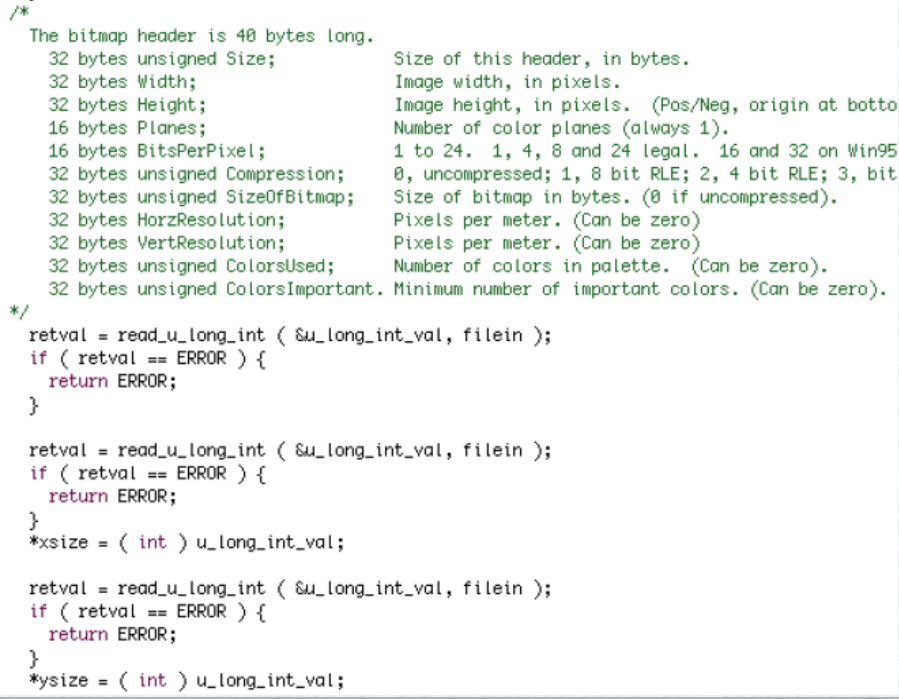 /*
  The bitmap header is 40 bytes long.
    32 bytes unsigned Size;            Size of this header, in bytes.
    32 bytes Width;                    Image width, in pixels.
    32 bytes Height;                   Image height, in pixels.  (Pos/Neg, origin at botto
    16 bytes Planes;                   Number of color planes (always 1).
    16 bytes BitsPerPixel;             1 to 24.  1, 4, 8 and 24 legal.  16 and 32 on Win95
    32 bytes unsigned Compression;     0, uncompressed; 1, 8 bit RLE; 2, 4 bit RLE; 3, bit
    32 bytes unsigned SizeOfBitmap;    Size of bitmap in bytes. (0 if uncompressed).
    32 bytes HorzResolution;           Pixels per meter. (Can be zero)
    32 bytes VertResolution;           Pixels per meter. (Can be zero)
    32 bytes unsigned ColorsUsed;      Number of colors in palette.  (Can be zero).
    32 bytes unsigned ColorsImportant. Minimum number of important colors. (Can be zero).
*/
  retval = read_u_long_int ( &u_long_int_val, filein );
  if ( retval == ERROR ) {
    return ERROR;
  }

  retval = read_u_long_int ( &u_long_int_val, filein );
  if ( retval == ERROR ) {
    return ERROR;
  }
  *xsize = ( int ) u_long_int_val;

  retval = read_u_long_int ( &u_long_int_val, filein );
  if ( retval == ERROR ) {
    return ERROR;
  }
  *ysize = ( int ) u_long_int_val;